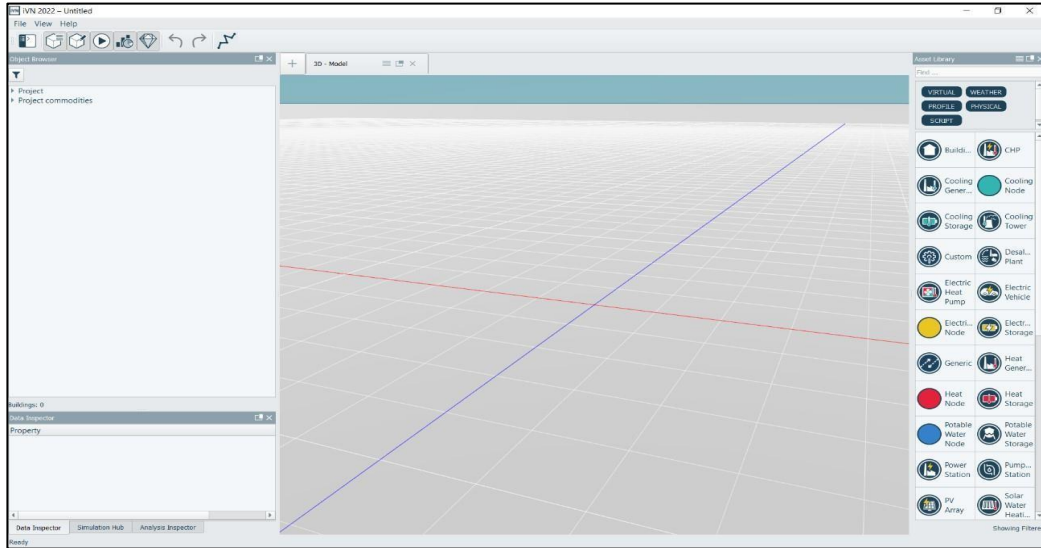 iVN iVN 2022 – Untitled
File View Help
Object Browser
Project
Project commodities
Buildings: 0
Data Inspector
Property
Data Inspector Simulation Hub Analysis Inspector
Ready
3D - Model
Asset Library
Find ...
VIRTUAL WEATHER
PROFILE PHYSICAL
SCRIPT
Buildi... CHP
Cooling Gener...
Cooling Node
Cooling Storage
Cooling Tower
Custom
Desal... Plant
Electric Heat Pump
Electric Vehicle
Electri... Node
Electr... Storage
Generic
Heat Gener...
Heat Node
Heat Storage
Potable Water Node
Potable Water Storage
Power Station
Pump... Station
PV Array
Solar Water Heati...
Showing Filtere